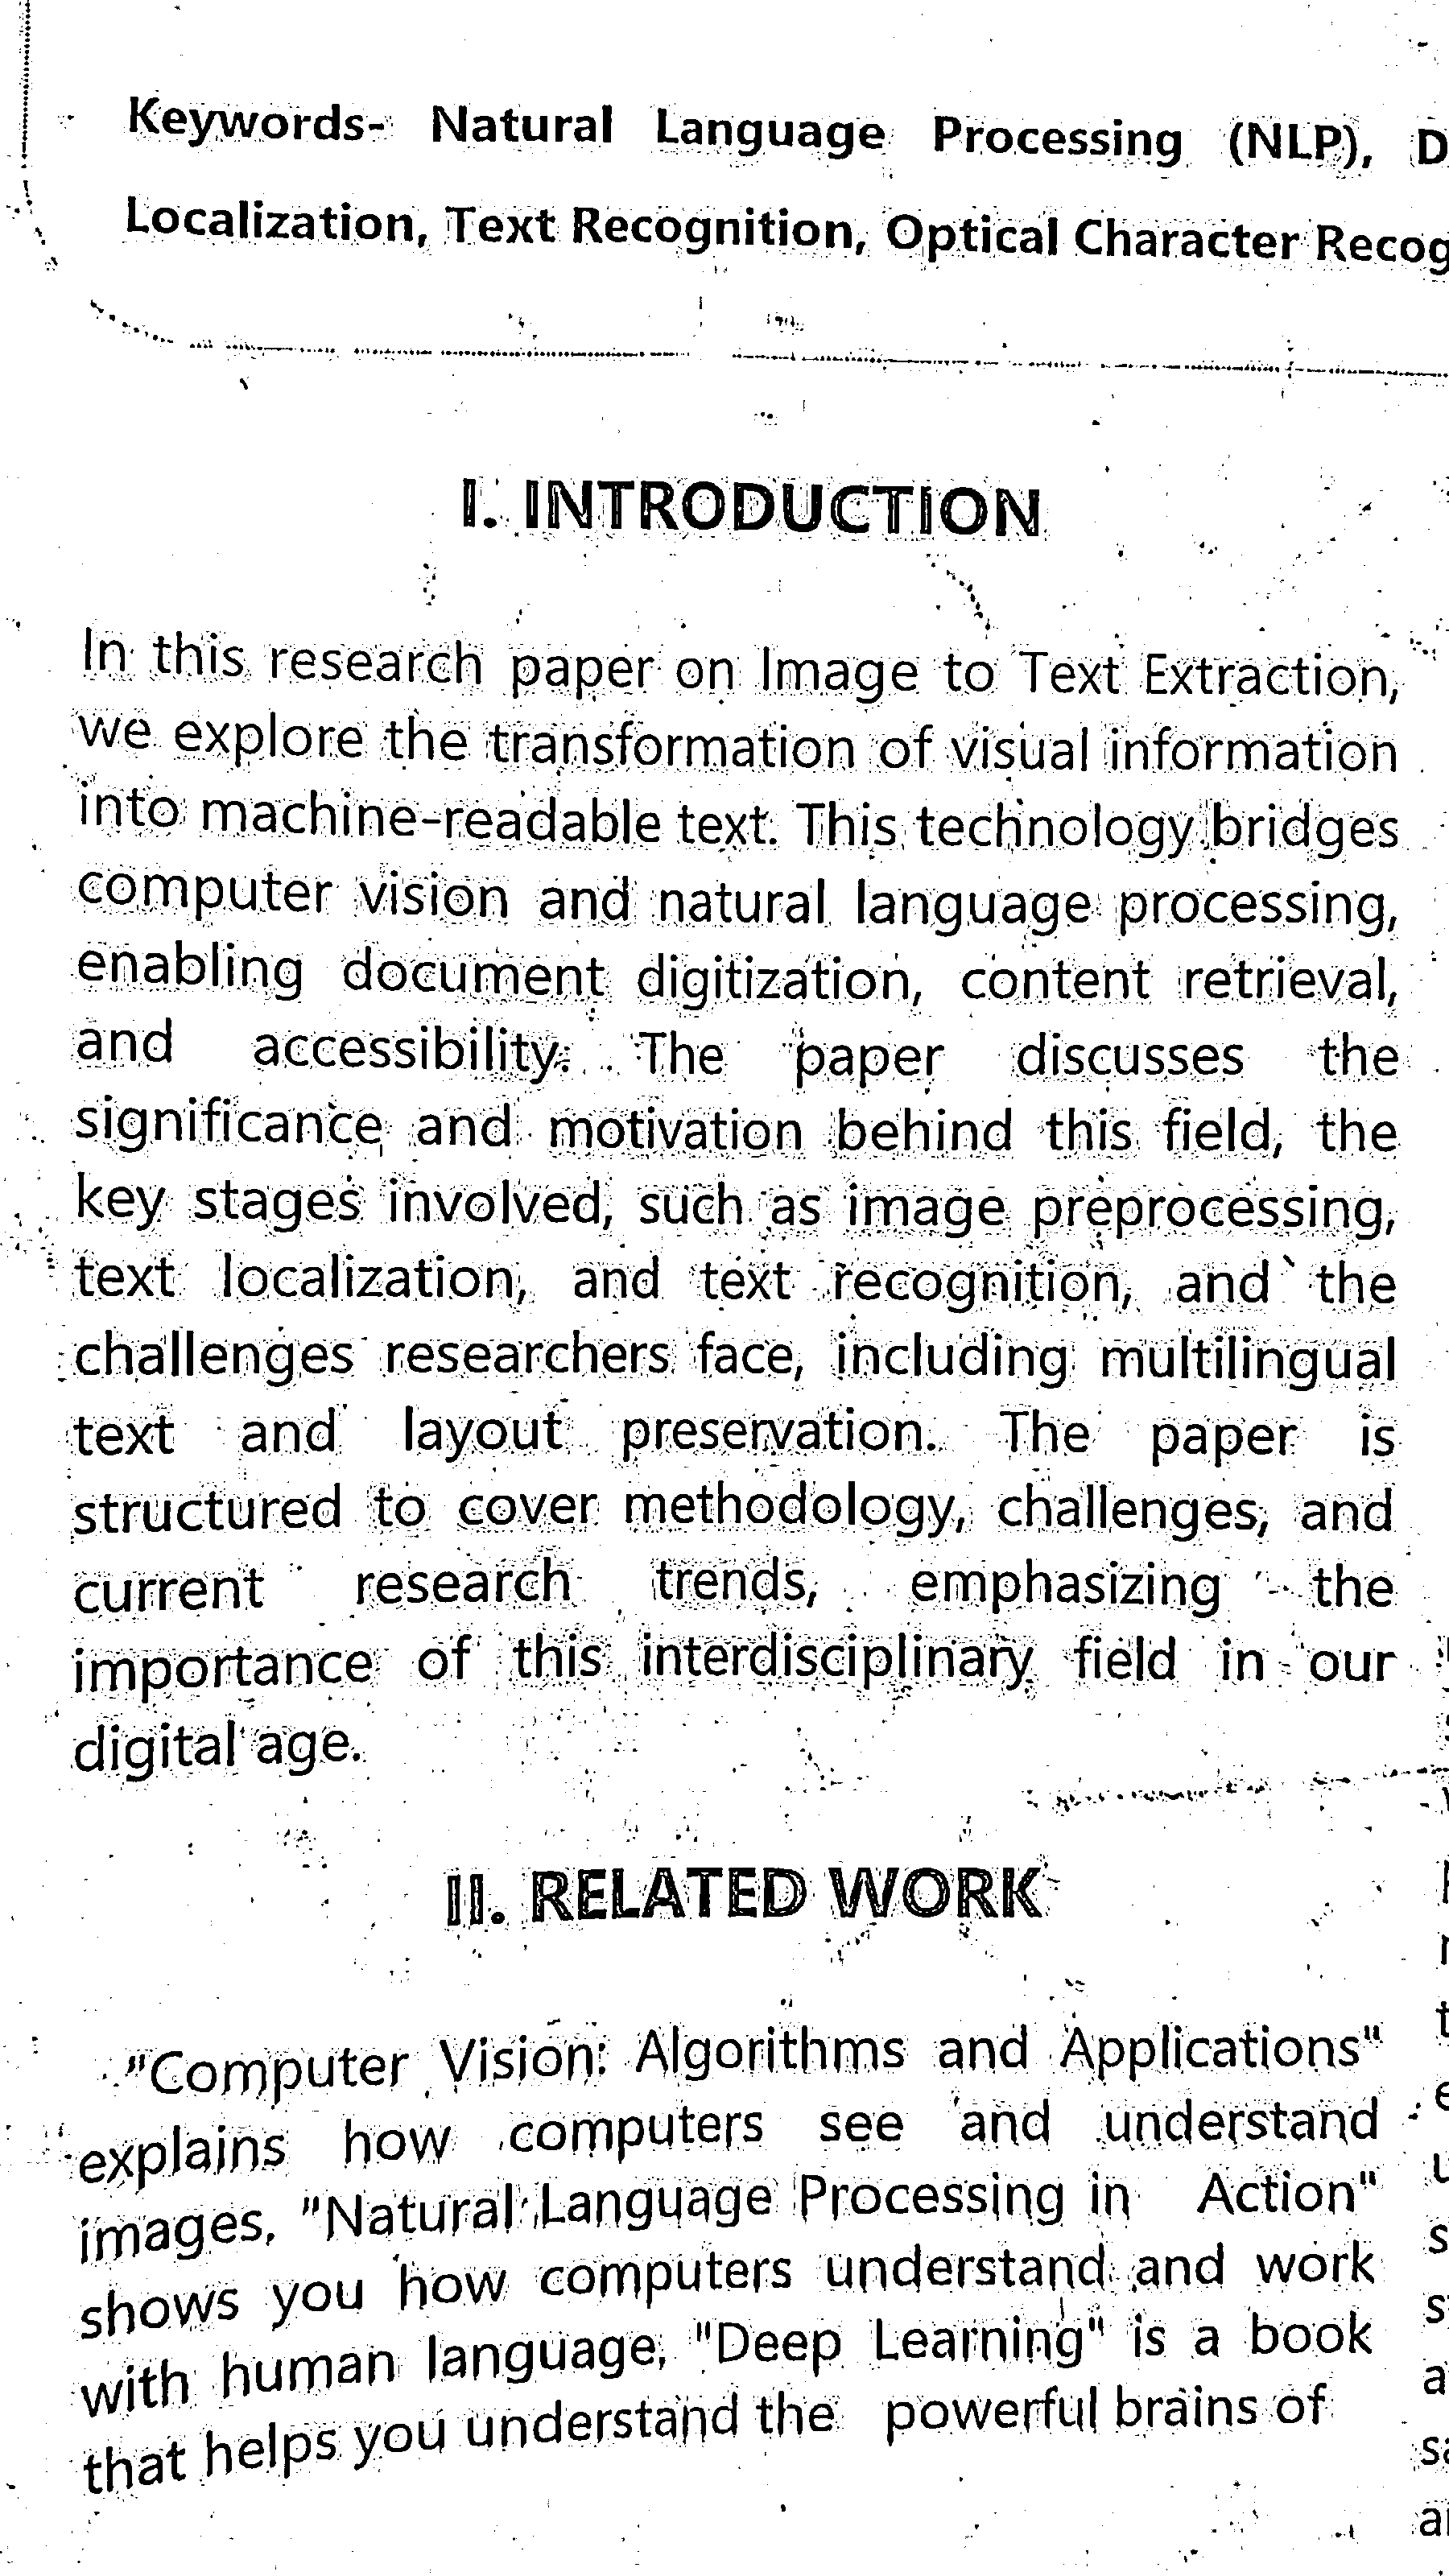 Keywords- Natural Language Processing (NLP),
Localization, Text Recognition, Optical Character
I. INTRODUCTION
In this research paper on Image to Text Extraction,
we explore the transformation of visual information
into machine-readable text. This technology bridges
computer vision and natural language processing,
enabling document digitization, content retrieval,
and accessibility. The paper discusses the
significance and motivation behind this field, the
key stages involved, such as image preprocessing,
text localization, and text recognition, and the
challenges researchers face, including multilingual
text and layout preservation. The paper is
structured to cover methodology, challenges, and
current research trends, emphasizing the
importance of this interdisciplinary field in our
digital age.
II. RELATED WORK
"Computer Vision: Algorithms and Applications"
explains how computers see and understand
images, "Natural Language Processing in Action"
shows you how computers understand and work
with human language, "Deep Learning" is a book
that helps you understand the powerful brains of